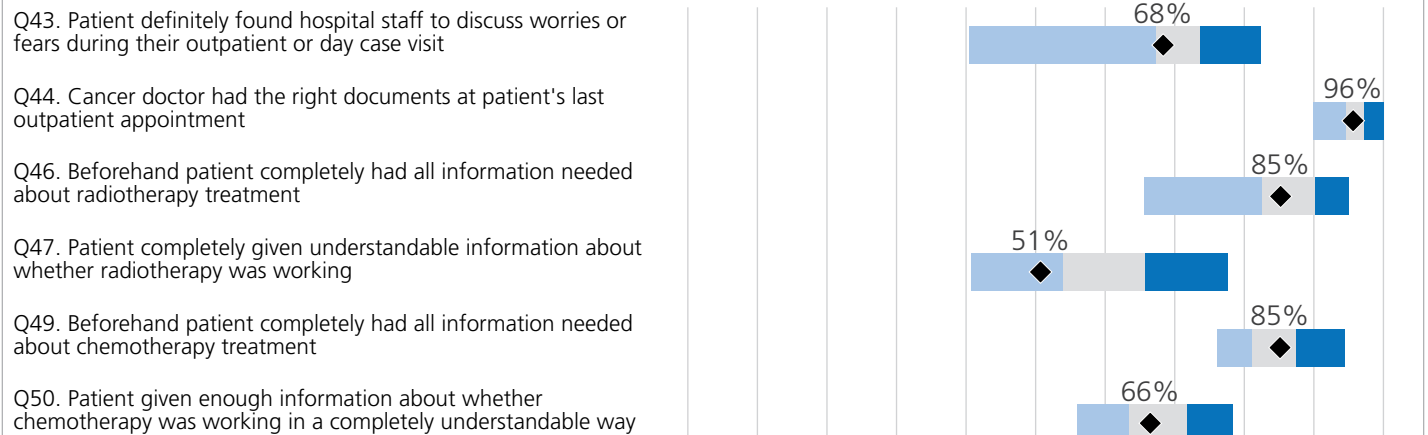 Q43. Patient definitely found hospital staff to discuss worries or
fears during their outpatient or day case visit
68%
Q44. Cancer doctor had the right documents at patient's last
outpatient appointment
96%
Q46. Beforehand patient completely had all information needed
about radiotherapy treatment
85%
Q47. Patient completely given understandable information about
whether radiotherapy was working
51%
Q49. Beforehand patient completely had all information needed
about chemotherapy treatment
85%
Q50. Patient given enough information about whether
chemotherapy was working in a completely understandable way
66%